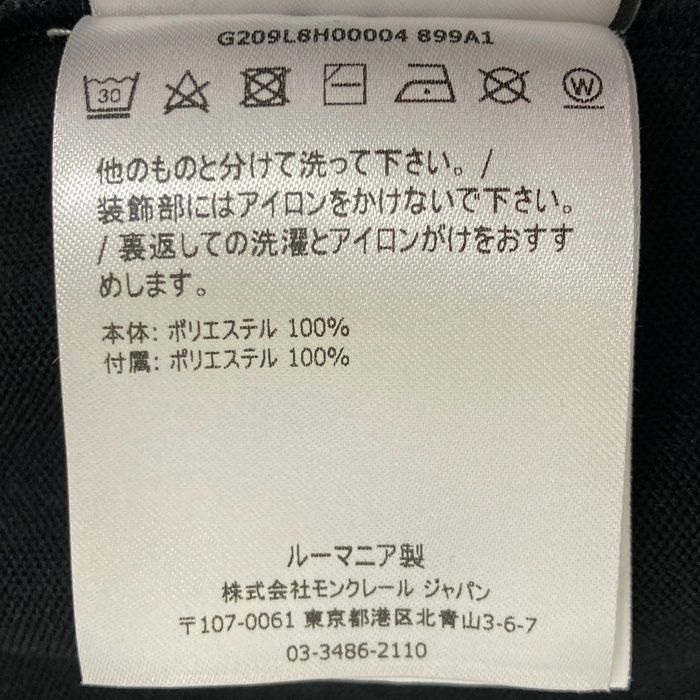 G209L8H00004 899A1
30
W
他のものと分けて洗って下さい。/
装飾部にはアイロンをかけないで下さい。
/ 裏返しての洗濯とアイロンがけをおすす
めします。
本体: ポリエステル 100%
付属: ポリエステル 100%
ルーマニア製
株式会社モンクレール ジャパン
〒107-0061 東京都港区北青山3-6-7
03-3486-2110